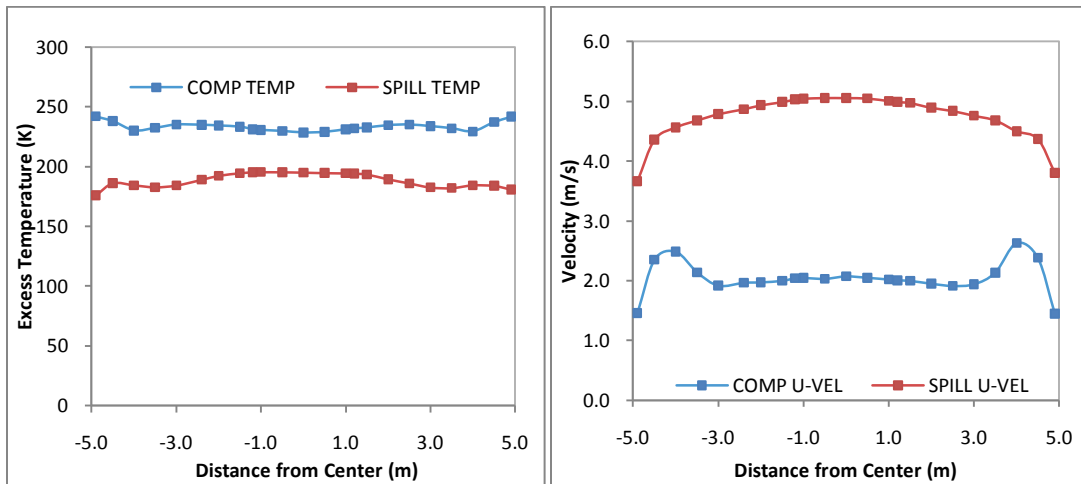 300
250
200
150
100
50
0
Excess Temperature (K)
COMP TEMP
SPILL TEMP
-5.0 -3.0 -1.0 1.0 3.0 5.0
Distance from Center (m)
6.0
5.0
4.0
3.0
2.0
1.0
0.0
Velocity (m/s)
COMP U-VEL
SPILL U-VEL
-5.0 -3.0 -1.0 1.0 3.0 5.0
Distance from Center (m)